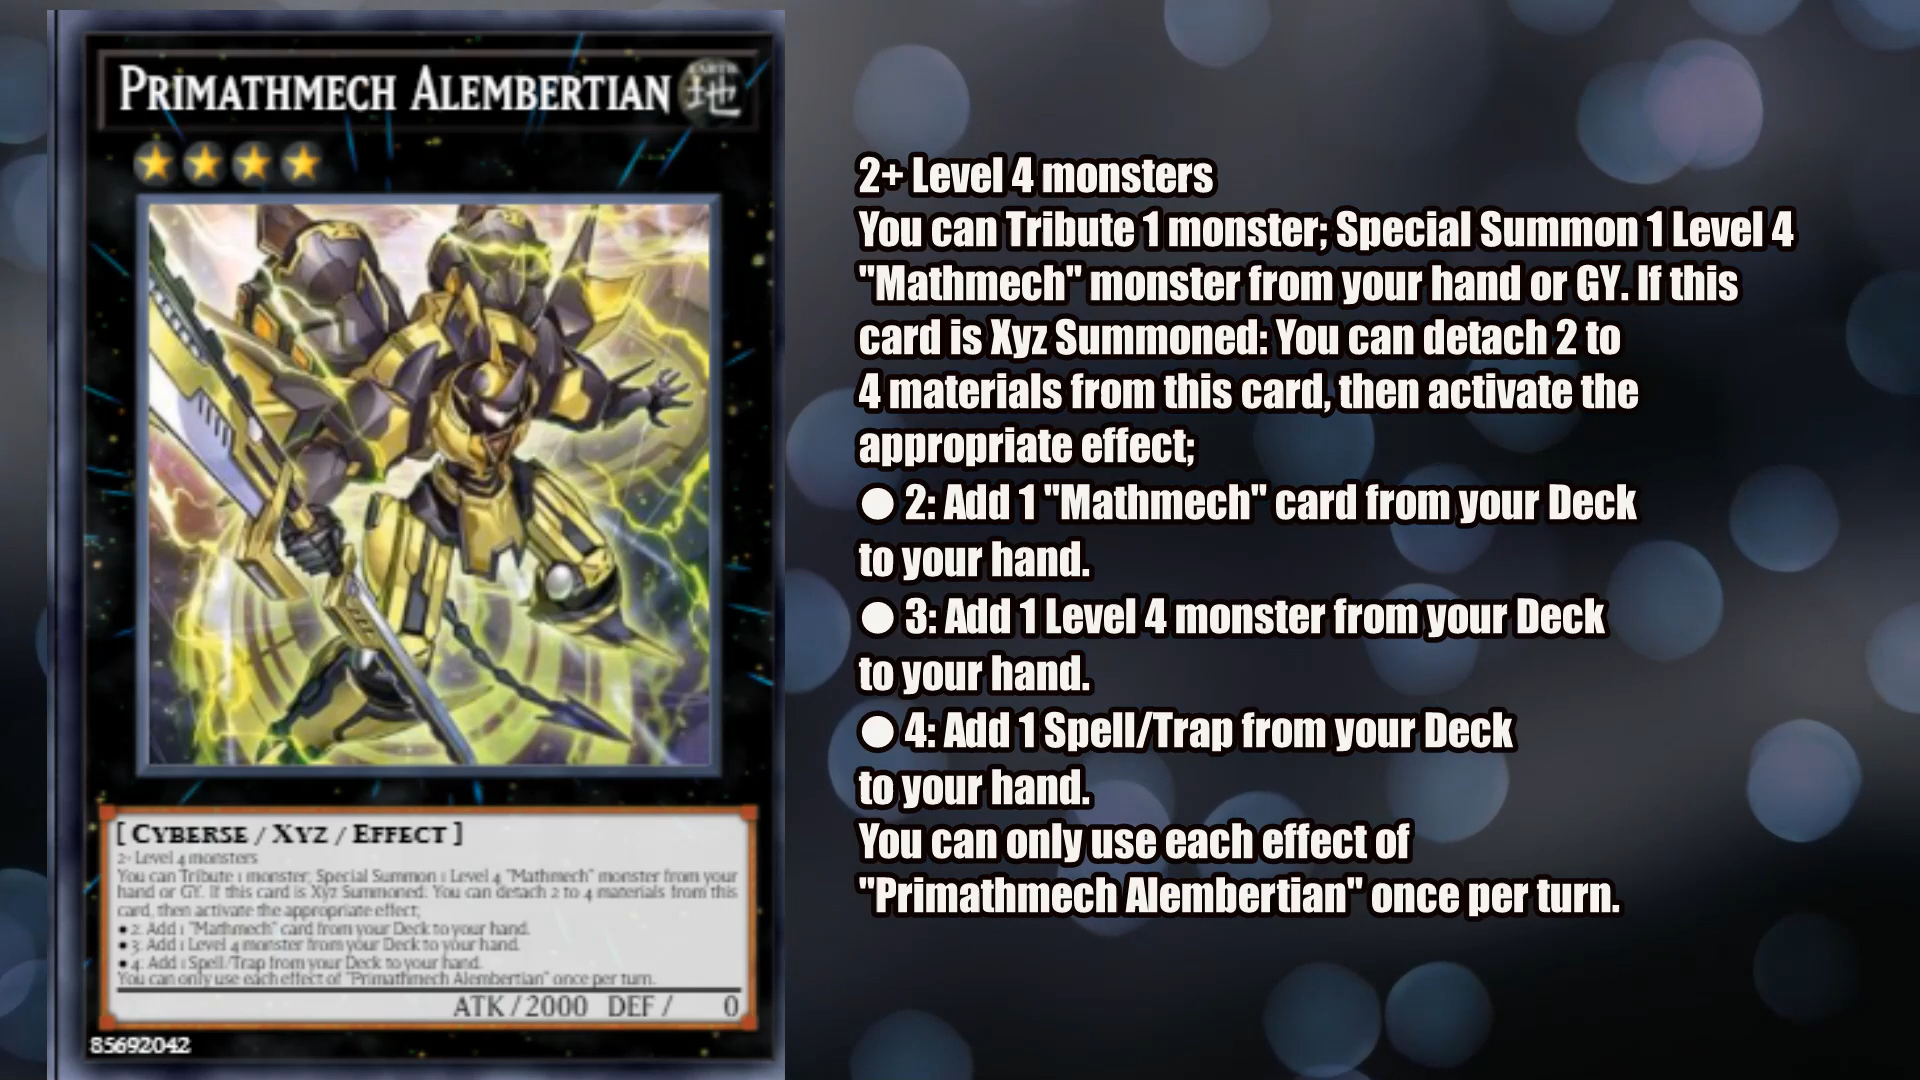 PRIMATHMECH ALEMBERTIAN
EARTH
地
[ CYBERSE / XYZ / EFFECT ]
2+ Level 4 monsters
You can Tribute 1 monster; Special Summon 1 Level 4 "Mathmech" monster from your
hand or GY. If this card is Xyz Summoned: You can detach 2 to 4 materials from this
card, then activate the appropriate effect;
● 2: Add 1 "Mathmech" card from your Deck to your hand.
● 3: Add 1 Level 4 monster from your Deck to your hand.
● 4: Add 1 Spell/Trap from your Deck to your hand.
You can only use each effect of "Primathmech Alembertian" once per turn.
ATK / 2000 DEF / 0
85692042
2+ Level 4 monsters
You can Tribute 1 monster; Special Summon 1 Level 4
"Mathmech" monster from your hand or GY. If this
card is Xyz Summoned: You can detach 2 to
4 materials from this card, then activate the
appropriate effect;
● 2: Add 1 "Mathmech" card from your Deck
to your hand.
● 3: Add 1 Level 4 monster from your Deck
to your hand.
● 4: Add 1 Spell/Trap from your Deck
to your hand.
You can only use each effect of
"Primathmech Alembertian" once per turn.